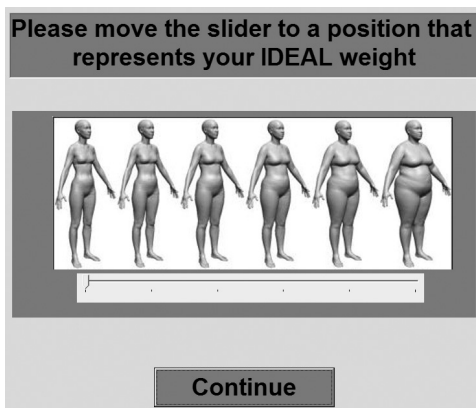 Please move the slider to a position that
represents your IDEAL weight
Continue